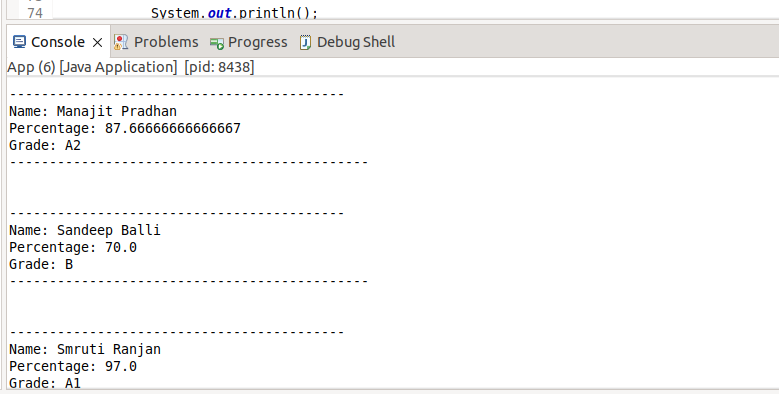 74 System.out.println();
Console Problems Progress Debug Shell
App (6) [Java Application] [pid: 8438]
------------------------------------------
Name: Manajit Pradhan
Percentage: 87.66666666666667
Grade: A2
---------------------------------------------
------------------------------------------
Name: Sandeep Balli
Percentage: 70.0
Grade: B
---------------------------------------------
------------------------------------------
Name: Smruti Ranjan
Percentage: 97.0
Grade: A1